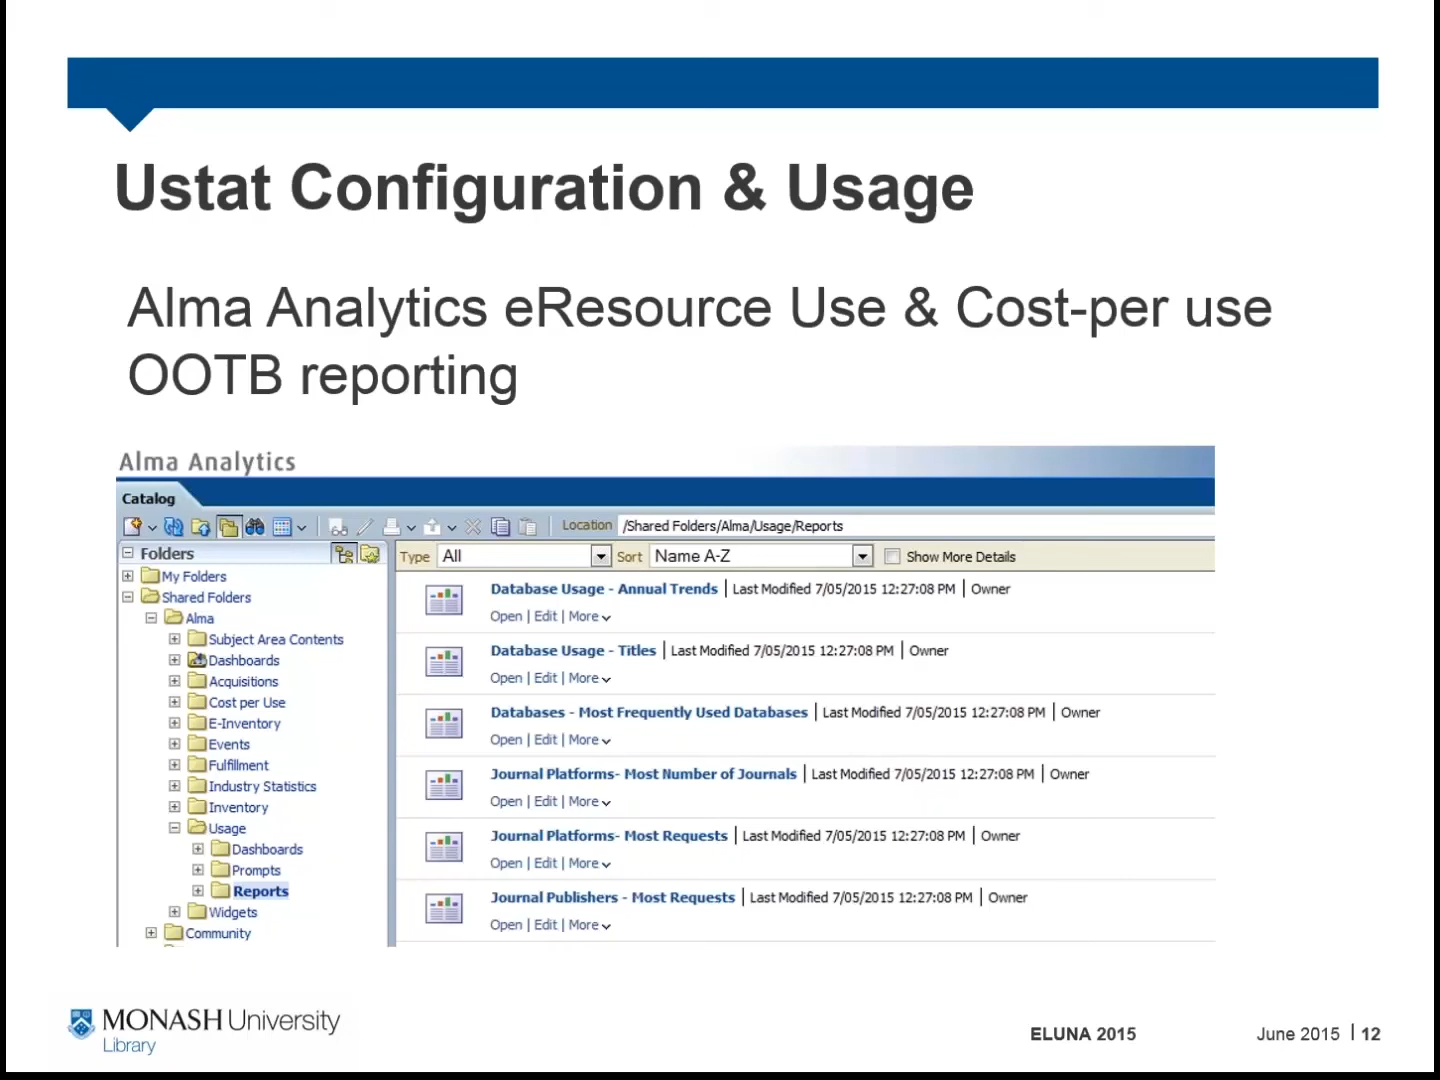 Ustat Configuration & Usage
Alma Analytics eResource Use & Cost-per use
OOTB reporting
Alma Analytics
Catalog
Location /Shared Folders/Alma/Usage/Reports
Folders
Type All Sort Name A-Z Show More Details
My Folders
Shared Folders
Alma
Subject Area Contents
Dashboards
Acquisitions
Cost per Use
E-Inventory
Events
Fulfillment
Industry Statistics
Inventory
Usage
Dashboards
Prompts
Reports
Widgets
Community
Database Usage - Annual Trends | Last Modified 7/05/2015 12:27:08 PM | Owner
Open | Edit | More
Database Usage - Titles | Last Modified 7/05/2015 12:27:08 PM | Owner
Open | Edit | More
Databases - Most Frequently Used Databases | Last Modified 7/05/2015 12:27:08 PM | Owner
Open | Edit | More
Journal Platforms- Most Number of Journals | Last Modified 7/05/2015 12:27:08 PM | Owner
Open | Edit | More
Journal Platforms- Most Requests | Last Modified 7/05/2015 12:27:08 PM | Owner
Open | Edit | More
Journal Publishers - Most Requests | Last Modified 7/05/2015 12:27:08 PM | Owner
Open | Edit | More
MONASH University
Library
ELUNA 2015
June 2015 | 12